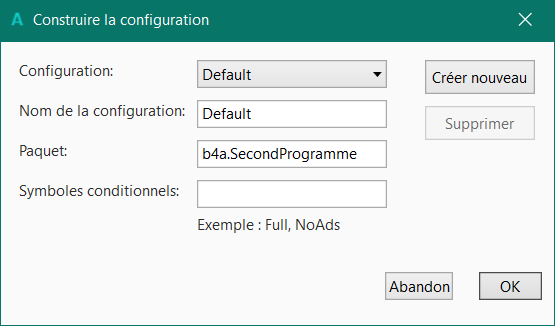 A Construire la configuration
Configuration: Default Créer nouveau
Nom de la configuration: Default Supprimer
Paquet: b4a.SecondProgramme
Symboles conditionnels:
Exemple : Full, NoAds
Abandon OK